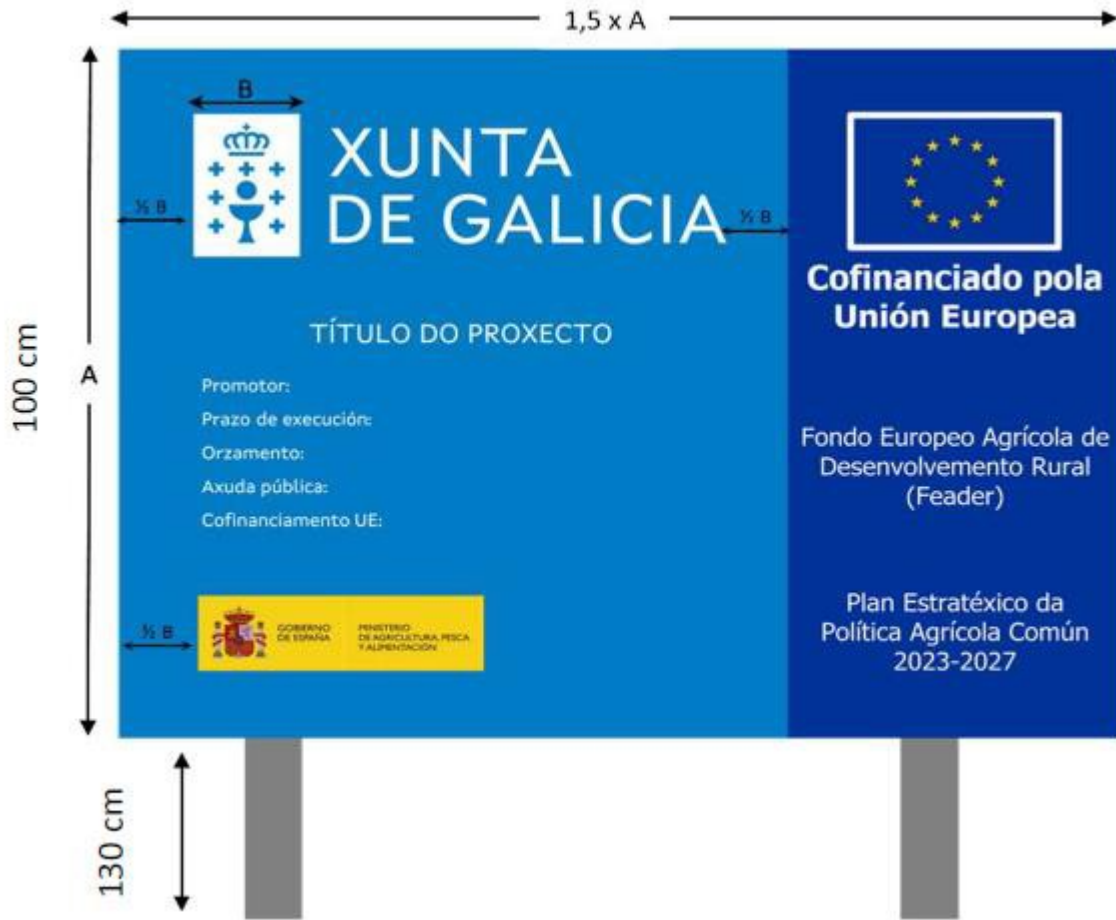 1,5 x A
B
XUNTA
DE GALICIA
½ B
½ B
Cofinanciado pola
Unión Europea
100 cm
A
TÍTULO DO PROXECTO
Promotor:
Prazo de execución:
Orzamento:
Axuda pública:
Cofinanciamento UE:
Fondo Europeo Agrícola de
Desenvolvemento Rural
(Feader)
½ B
GOBIERNO
DE ESPAÑA
MINISTERIO
DE AGRICULTURA, PESCA
Y ALIMENTACIÓN
Plan Estratéxico da
Política Agrícola Común
2023-2027
130 cm